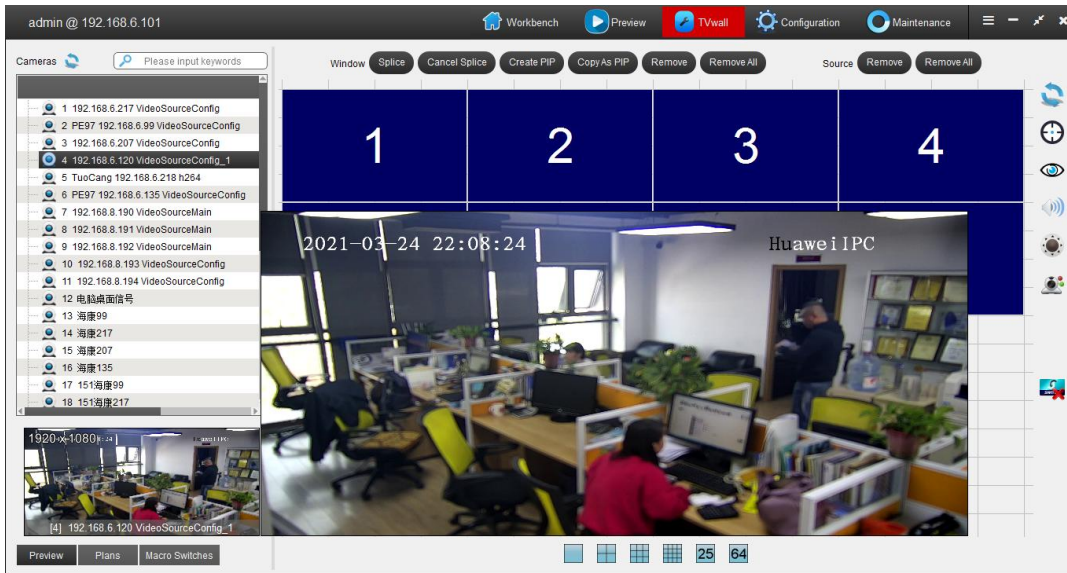 admin @ 192.168.6.101
Workbench
Preview
TVwall
Configuration
Maintenance
Cameras
Please input keywords
Window
Splice
Cancel Splice
Create PIP
Copy As PIP
Remove
Remove All
Source
Remove
Remove All
1 192.168.6.217 VideoSourceConfig
2 PE97 192.168.6.99 VideoSourceConfig
3 192.168.6.207 VideoSourceConfig
4 192.168.6.120 VideoSourceConfig_1
5 TuoCang 192.168.6.218 h264
6 PE97 192.168.6.135 VideoSourceConfig
7 192.168.8.190 VideoSourceMain
8 192.168.8.191 VideoSourceMain
9 192.168.8.192 VideoSourceMain
10 192.168.8.193 VideoSourceConfig
11 192.168.8.194 VideoSourceConfig
12 电脑桌面信号
13 海康99
14 海康217
15 海康207
16 海康135
17 151海康99
18 151海康217
1
2
3
4
2021-03-24 22:08:24
HuaweiIPC
1920 x 1080
[4] 192.168.6.120 VideoSourceConfig_1
Preview
Plans
Macro Switches
25
64